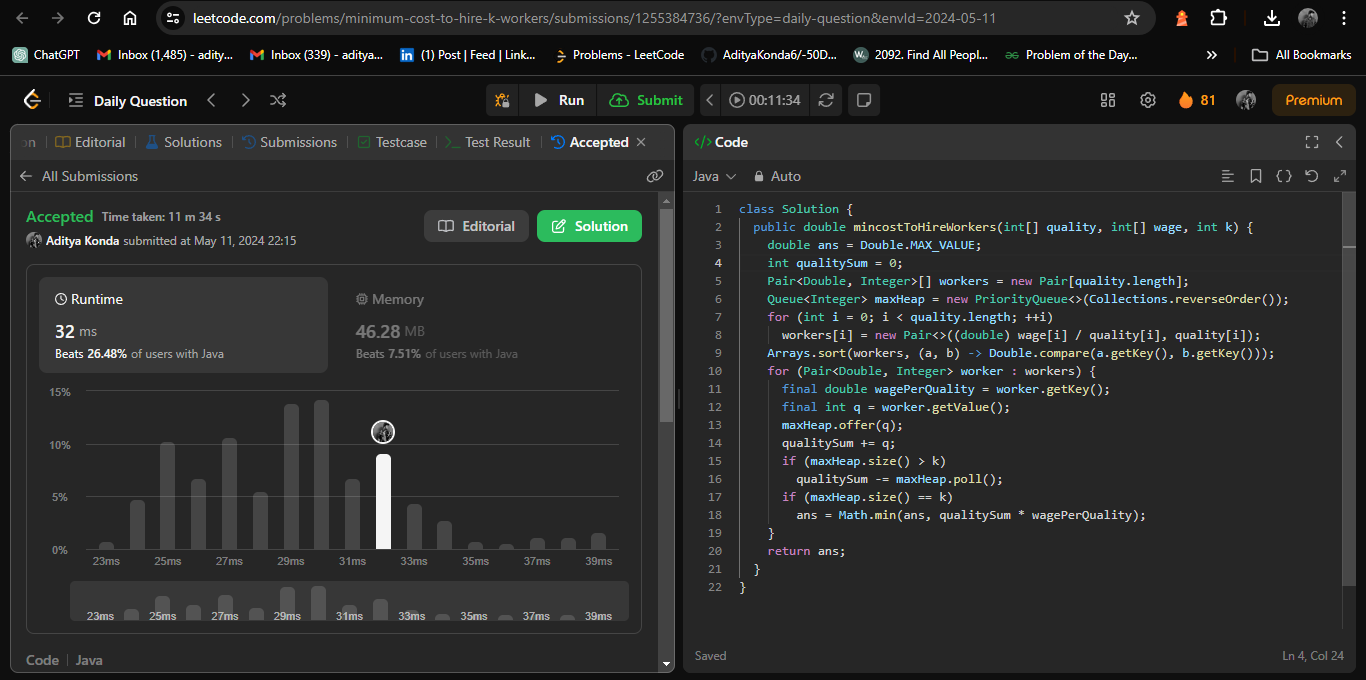 leetcode.com/problems/minimum-cost-to-hire-k-workers/submissions/1255384736/?envType=daily-question&envId=2024-05-11
ChatGPT
Inbox (1,485) - adity...
Inbox (339) - aditya...
(1) Post | Feed | Link...
Problems - LeetCode
AdityaKonda6/-50D...
2092. Find All Peopl...
Problem of the Day...
»
All Bookmarks
Daily Question
Run
Submit
00:11:34
81
Premium
on
Editorial
Solutions
Submissions
Testcase
Test Result
Accepted
All Submissions
Accepted Time taken: 11 m 34 s
Aditya Konda submitted at May 11, 2024 22:15
Editorial
Solution
Runtime
32 ms
Beats 26.48% of users with Java
Memory
46.28 MB
Beats 7.51% of users with Java
15%
10%
5%
0%
23ms 25ms 27ms 29ms 31ms 33ms 35ms 37ms 39ms
23ms 25ms 27ms 29ms 31ms 33ms 35ms 37ms 39ms
Code | Java
</> Code
Java
Auto
1 class Solution {
2 public double mincostToHireWorkers(int[] quality, int[] wage, int k) {
3 double ans = Double.MAX_VALUE;
4 int qualitySum = 0;
5 Pair<Double, Integer>[] workers = new Pair[quality.length];
6 Queue<Integer> maxHeap = new PriorityQueue<>(Collections.reverseOrder());
7 for (int i = 0; i < quality.length; ++i)
8 workers[i] = new Pair<>((double) wage[i] / quality[i], quality[i]);
9 Arrays.sort(workers, (a, b) -> Double.compare(a.getKey(), b.getKey()));
10 for (Pair<Double, Integer> worker : workers) {
11 final double wagePerQuality = worker.getKey();
12 final int q = worker.getValue();
13 maxHeap.offer(q);
14 qualitySum += q;
15 if (maxHeap.size() > k)
16 qualitySum -= maxHeap.poll();
17 if (maxHeap.size() == k)
18 ans = Math.min(ans, qualitySum * wagePerQuality);
19 }
20 return ans;
21 }
22 }
Saved
Ln 4, Col 24